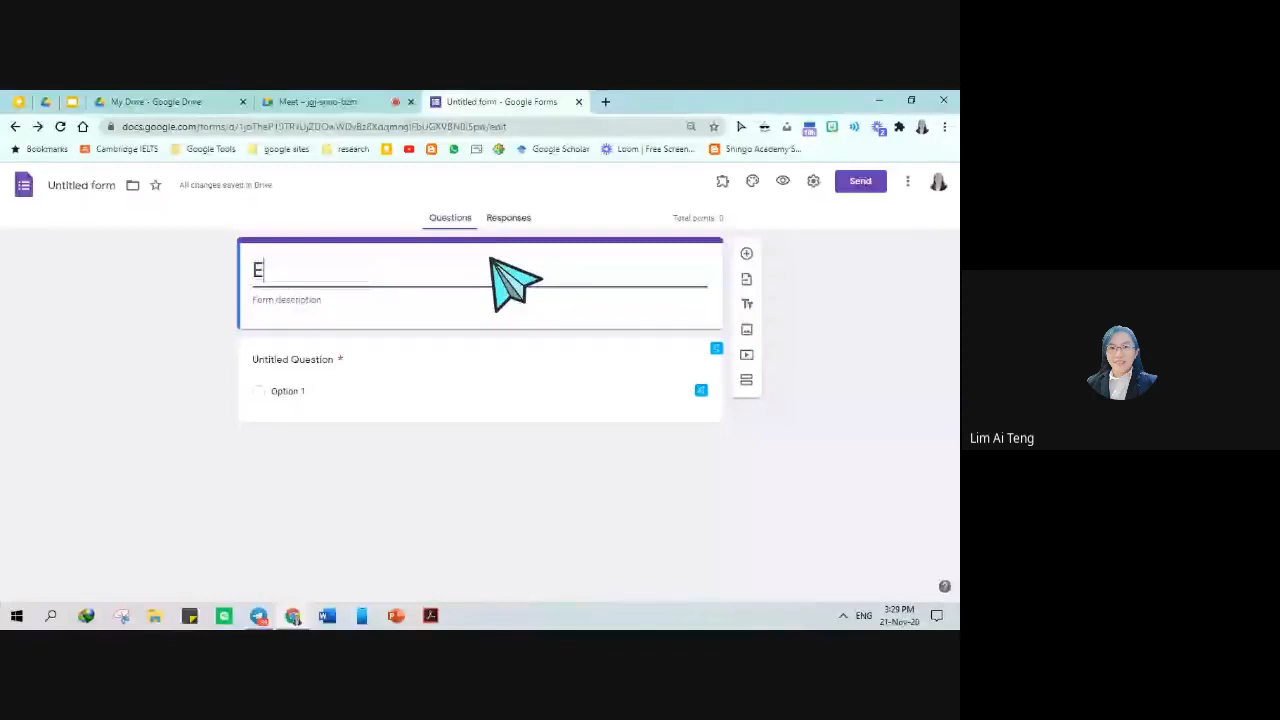 My Drive - Google Drive
Untitled form - Google Forms
Bookmarks
Cambridge IELTS
Google Tools
google sites
research
Google Scholar
Loom | Free Screen...
Shingo Academy S...
Untitled form
All changes saved in Drive
Send
Questions
Responses
Total points: 0
E
Form description
Untitled Question *
Option 1
Lim Ai Teng
ENG
3:29 PM
21-Nov-20